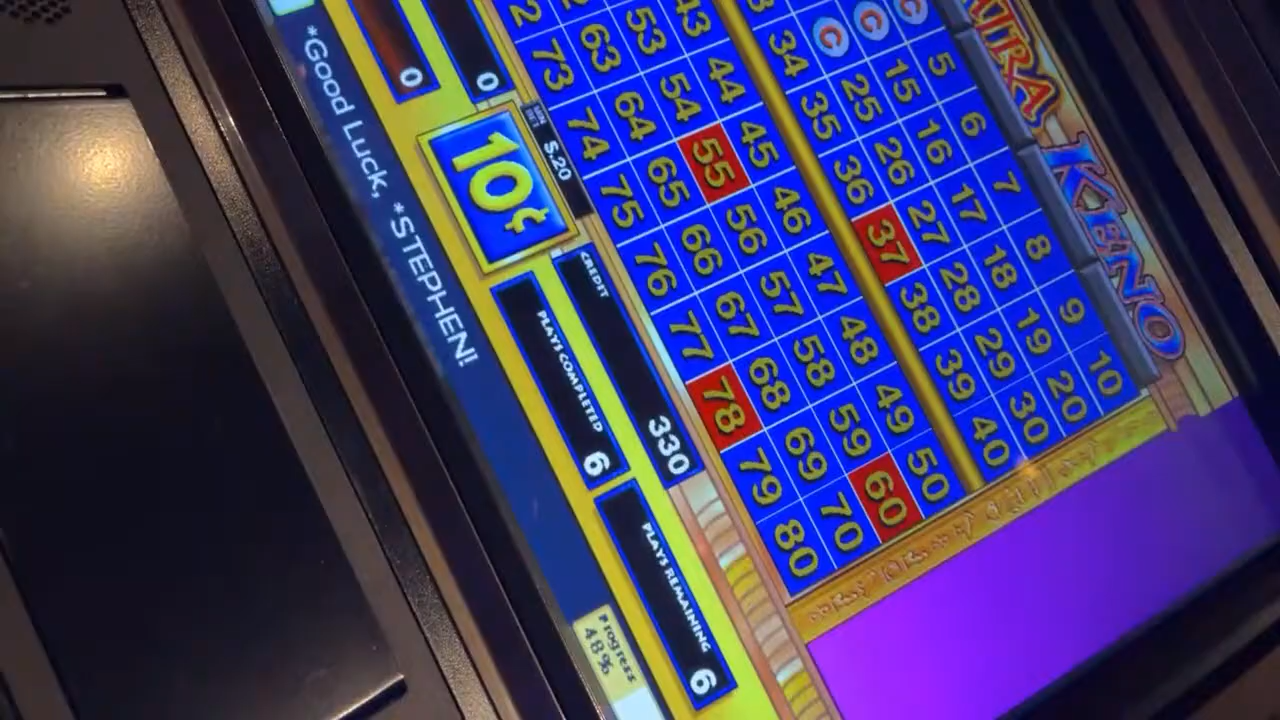 ATRA KENO
C 5 6 7 8 9 10
C 15 16 17 18 19 20
C 25 26 27 28 29 30
34 35 36 37 38 39 40
43 44 45 46 47 48 49 50
53 54 55 56 57 58 59 60
63 64 65 66 67 68 69 70
73 74 75 76 77 78 79 80
$.20
CREDIT
0 330
10¢
PLAYS COMPLETED PLAYS REMAINING
0 6 6
*Good Luck, *STEPHEN!
Progress
48%